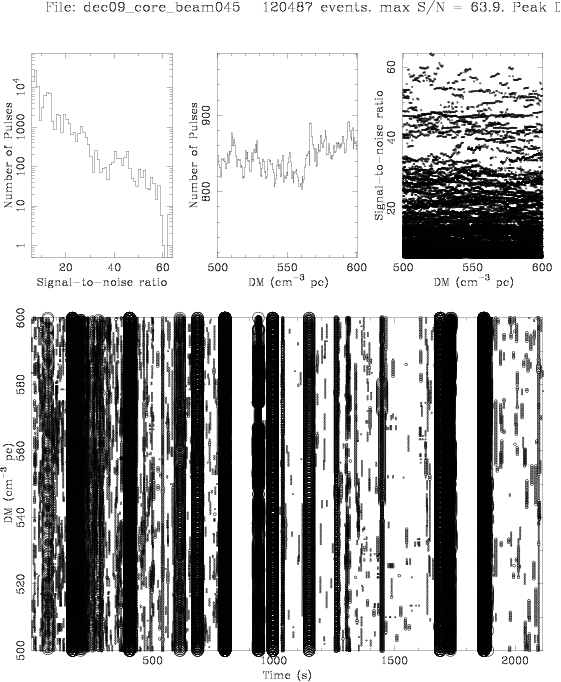 File: dec09_core_beam045 120487 events. max S/N = 63.9. Peak D
Number of Pulses
10⁴
1000
100
10
1
20 40 60
Signal−to−noise ratio
Number of Pulses
900
800
500 550 600
DM (cm⁻³ pc)
Signal−to−noise ratio
60
40
20
500 550 600
DM (cm⁻³ pc)
DM (cm⁻³ pc)
600
580
560
540
520
500
500 1000 1500 2000
Time (s)